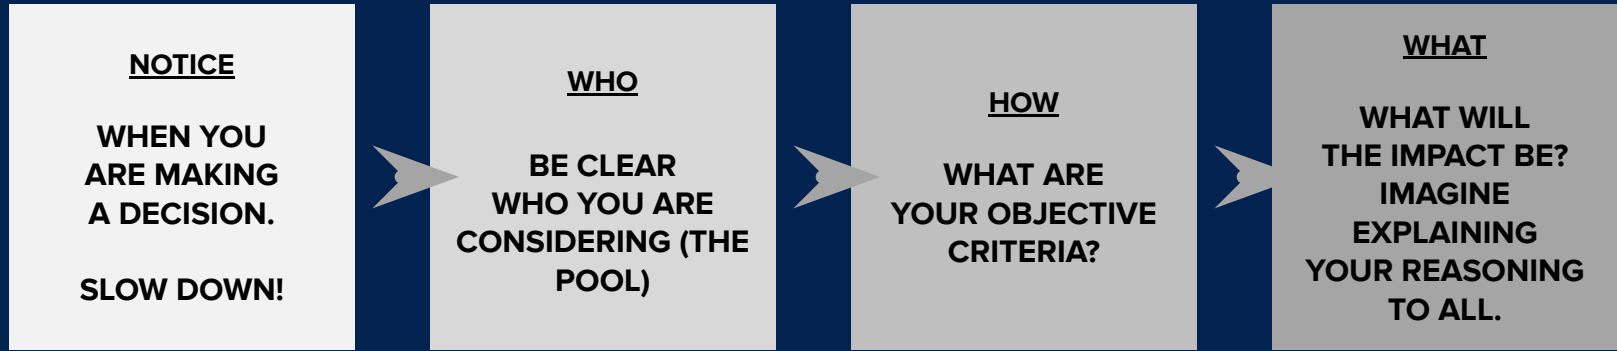 NOTICE
WHEN YOU
ARE MAKING
A DECISION.
SLOW DOWN!
WHO
BE CLEAR
WHO YOU ARE
CONSIDERING (THE
POOL)
HOW
WHAT ARE
YOUR OBJECTIVE
CRITERIA?
WHAT
WHAT WILL
THE IMPACT BE?
IMAGINE
EXPLAINING
YOUR REASONING
TO ALL.